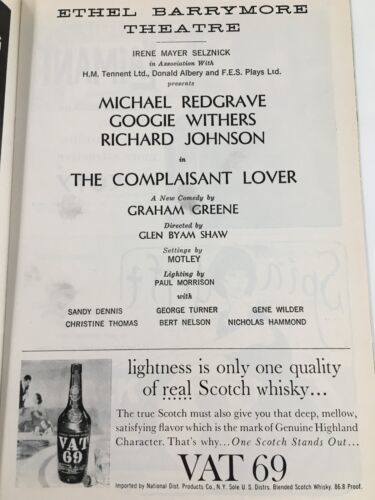 ETHEL BARRYMORE
THEATRE
IRENE MAYER SELZNICK
in Association With
H.M. Tennent Ltd., Donald Albery and F.E.S. Plays Ltd.
presents
MICHAEL REDGRAVE
GOOGIE WITHERS
RICHARD JOHNSON
in
THE COMPLAISANT LOVER
A New Comedy by
GRAHAM GREENE
Directed by
GLEN BYAM SHAW
Settings by
MOTLEY
Lighting by
PAUL MORRISON
with
SANDY DENNIS GEORGE TURNER GENE WILDER
CHRISTINE THOMAS BERT NELSON NICHOLAS HAMMOND
lightness is only one quality
of real Scotch whisky...
The true Scotch must also give you that deep, mellow,
satisfying flavor which is the mark of Genuine Highland
Character. That's why...One Scotch Stands Out...
VAT 69
VAT
69
Imported by National Dist. Products Co., N.Y. Sole U.S. Distrs. Blended Scotch Whisky. 86.8 Proof.